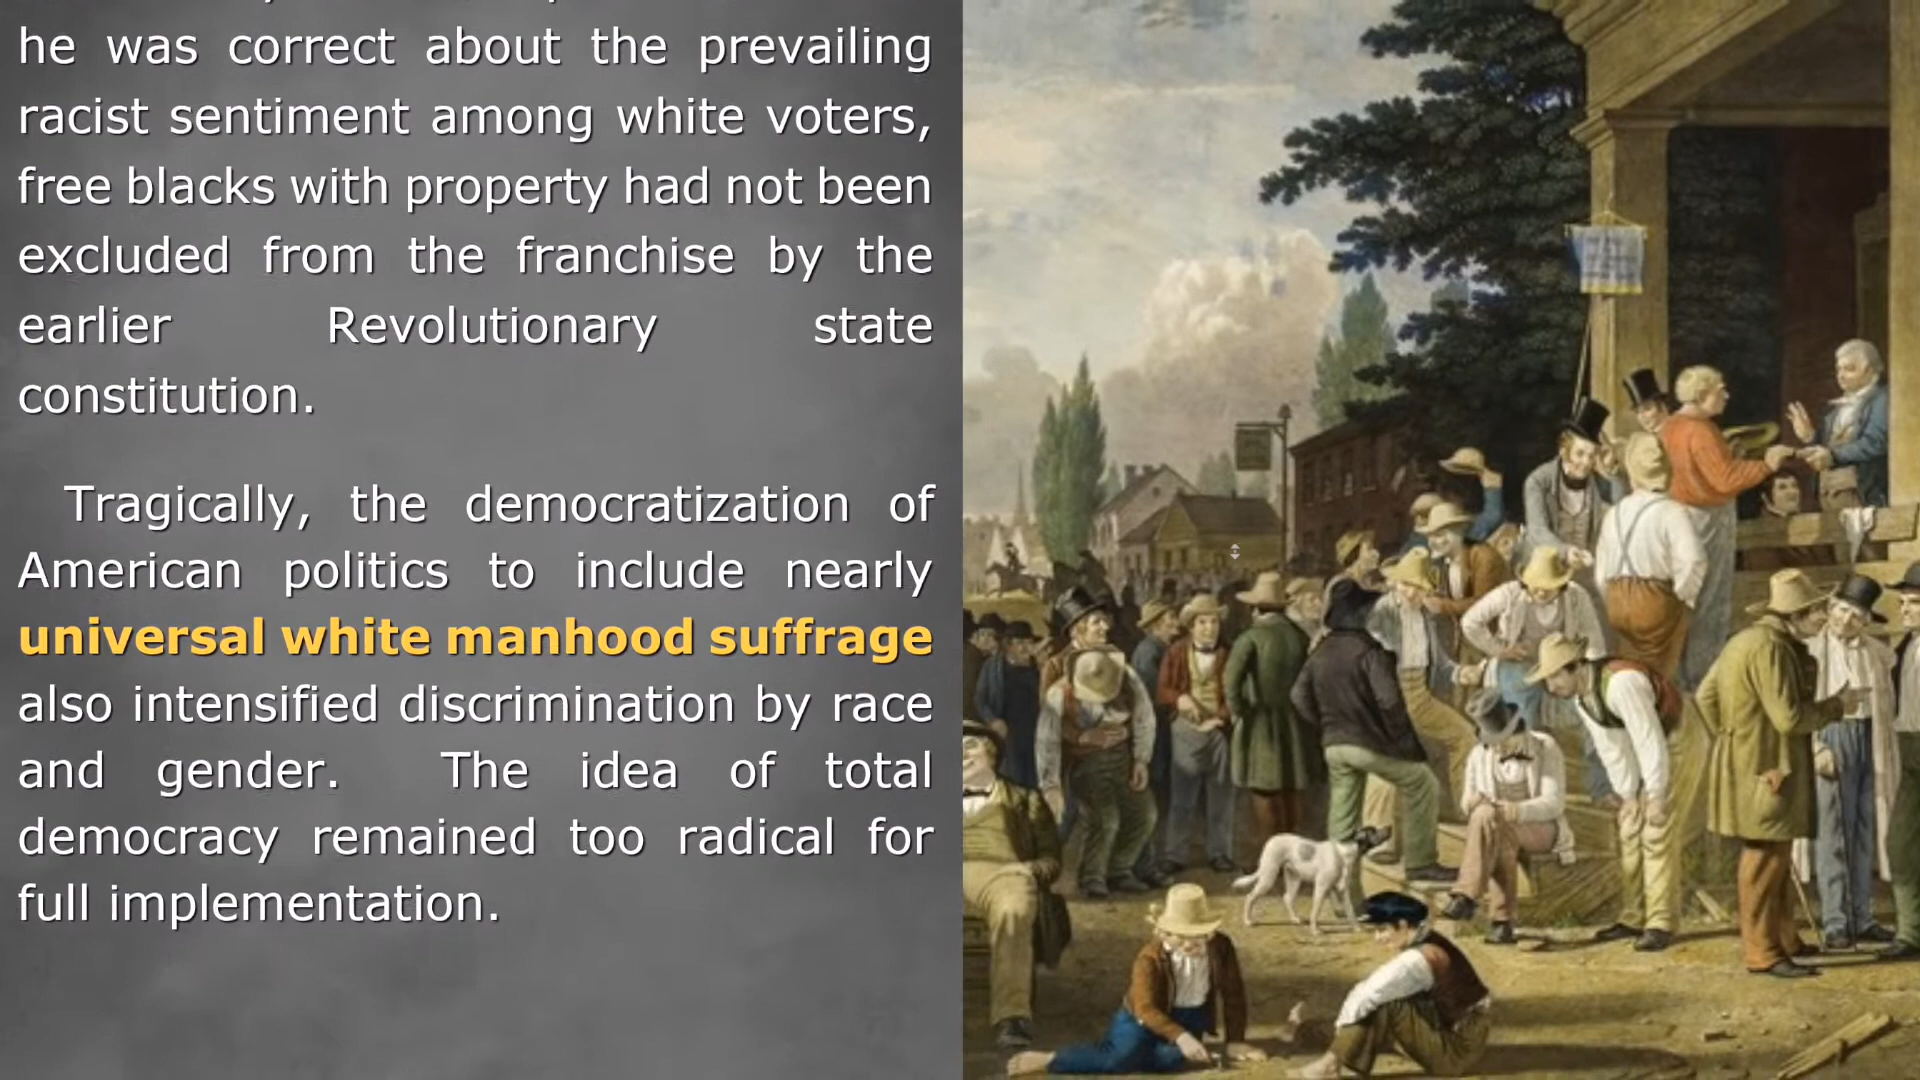 he was correct about the prevailing
racist sentiment among white voters,
free blacks with property had not been
excluded from the franchise by the
earlier Revolutionary state
constitution.
Tragically, the democratization of
American politics to include nearly
universal white manhood suffrage
also intensified discrimination by race
and gender. The idea of total
democracy remained too radical for
full implementation.